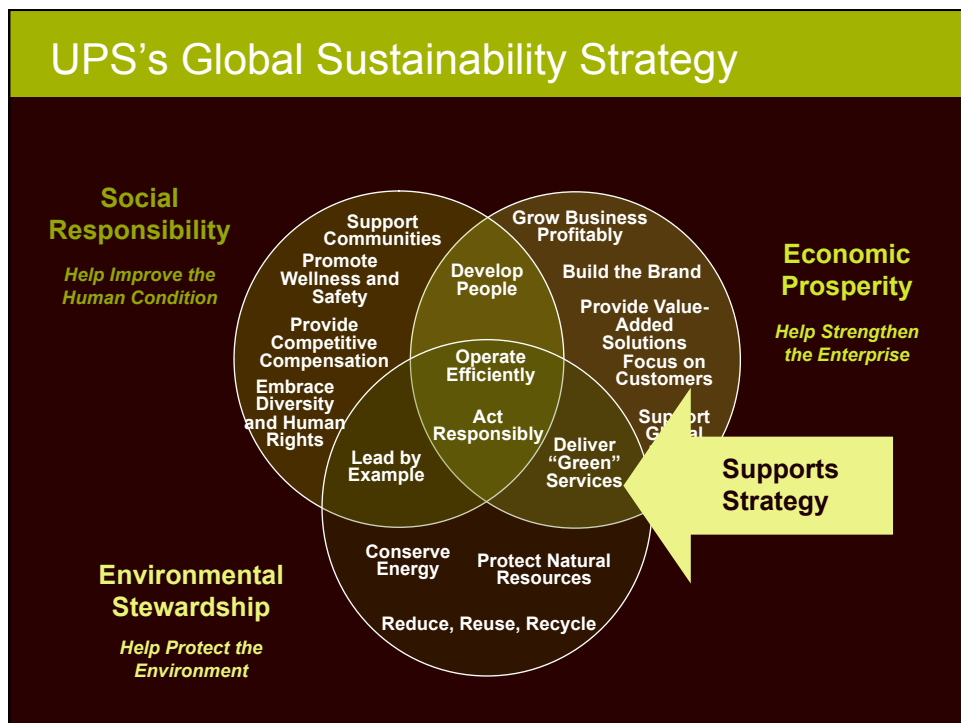 UPS’s Global Sustainability Strategy
Social
Responsibility
Help Improve the
Human Condition
Support
Communities
Promote
Wellness and
Safety
Provide
Competitive
Compensation
Embrace
Diversity
and Human
Rights
Develop
People
Grow Business
Profitably
Build the Brand
Provide Value-
Added
Solutions
Focus on
Customers
Support
Economic
Prosperity
Help Strengthen
the Enterprise
Operate
Efficiently
Act
Responsibly
Lead by
Example
Deliver
“Green”
Services
Supports
Strategy
Conserve
Energy
Protect Natural
Resources
Reduce, Reuse, Recycle
Environmental
Stewardship
Help Protect the
Environment